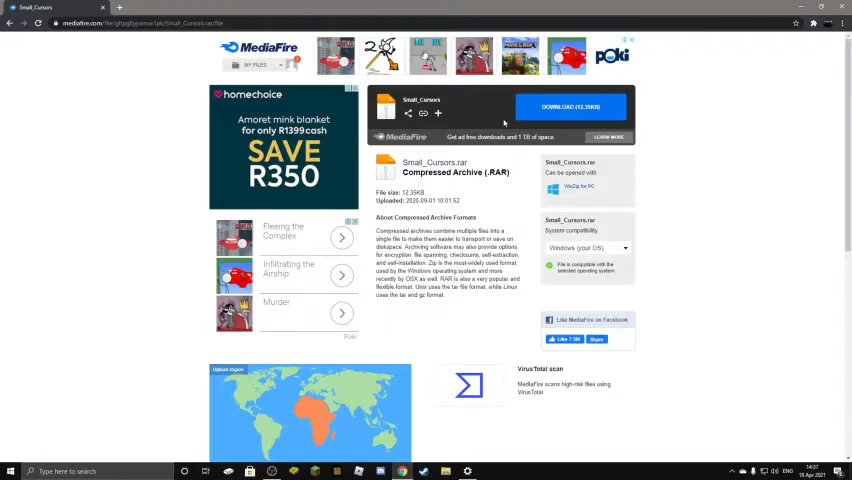 Small_Cursors
mediafire.com/file/gltpg8yjvomw1pk/Small_Cursors.rar/file
MediaFire
MY FILES
poki
homechoice
Amoret mink blanket
for only R1399cash
SAVE
R350
Small_Cursors
DOWNLOAD (12.35KB)
MediaFire
Get ad free downloads and 1 TB of space.
LEARN MORE
Small_Cursors.rar
Compressed Archive (.RAR)
File size: 12.35KB
Uploaded: 2020-09-01 10:01:52
About Compressed Archive Formats
Compressed archives combine multiple files into a
single file to make them easier to transport or save on
diskspace. Archiving software may also provide options
for encryption, file spanning, checksums, self-extraction,
and self-installation. Zip is the most-widely used format,
used by the Windows operating system and more
recently by OSX as well. RAR is also a very popular and
flexible format. Unix uses the tar file format, while Linux
uses the tar and gz format.
Small_Cursors.rar
Can be opened with
WinZip for PC
Small_Cursors.rar
System compatibility
Windows (your OS)
File is compatible with the
selected operating system.
Fleeing the
Complex
Infiltrating the
Airship
Murder
Poki
Like MediaFire on Facebook
Like 7.5M
Share
Upload region
VirusTotal scan
MediaFire scans high-risk files using
VirusTotal.
Type here to search
ENG
14:37
18 Apr 2021